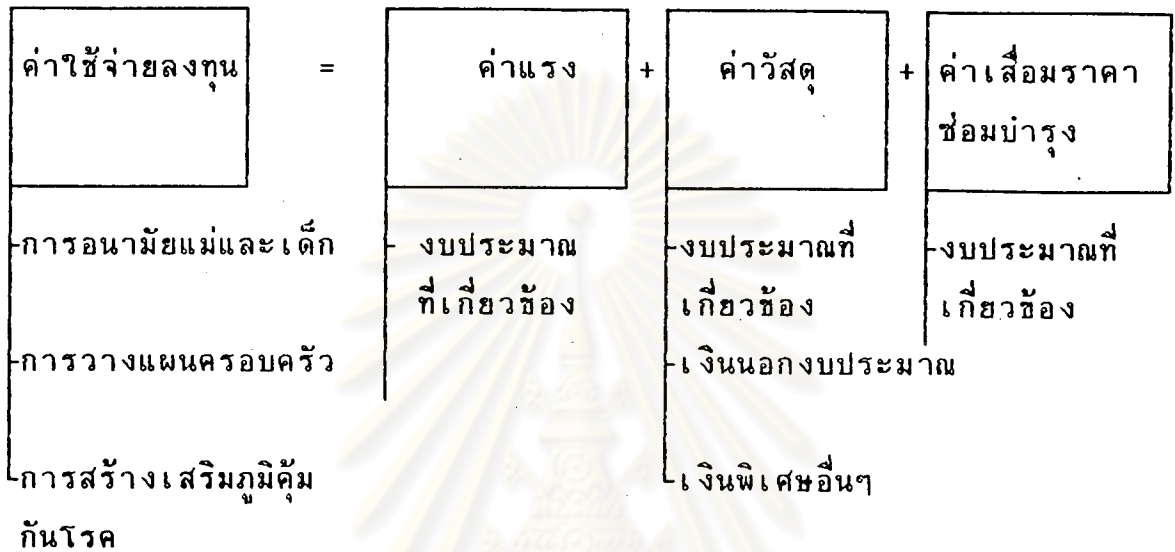 ค่าใช้จ่ายลงทุน = ค่าแรง + ค่าวัสดุ + ค่าเสื่อมราคา
ซ่อมบำรุง
-การอนามัยแม่และเด็ก - งบประมาณ -งบประมาณที่ -งบประมาณที่
ที่เกี่ยวข้อง เกี่ยวข้อง เกี่ยวข้อง
-การวางแผนครอบครัว -เงินนอกงบประมาณ
-การสร้างเสริมภูมิคุ้ม -เงินพิเศษอื่นๆ
กันโรค